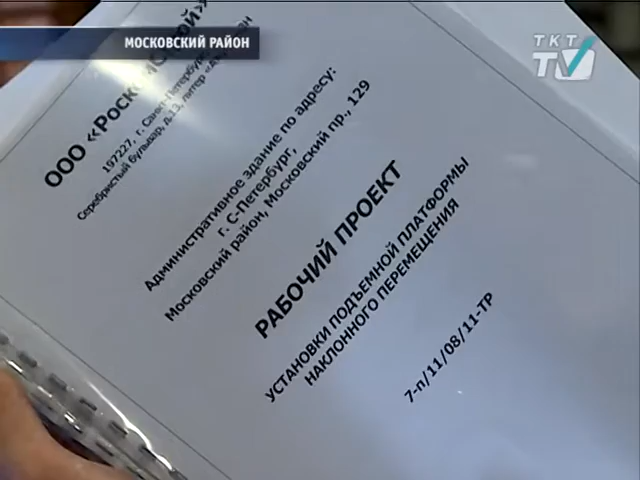 МОСКОВСКИЙ РАЙОН
ТКТ
TV
ООО
197227, г. Санкт-Петербург
Серебристый бульвар, д.13, литер
Административное здание по адресу:
г. С-Петербург,
Московский район, Московский пр., 129
РАБОЧИЙ ПРОЕКТ
УСТАНОВКИ ПОДЪЕМНОЙ ПЛАТФОРМЫ
НАКЛОННОГО ПЕРЕМЕЩЕНИЯ
7-п/11/08/11-ТР